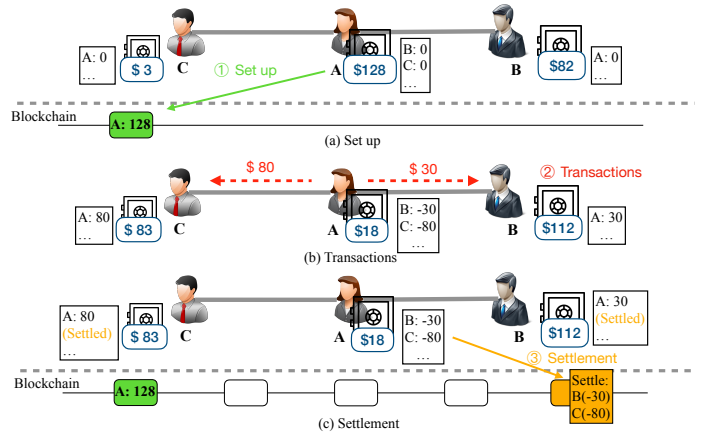 A: 0
…
$ 3
C
① Set up
A
$128
B: 0
C: 0
…
B
$82
A: 0
…
Blockchain
A: 128
(a) Set up
$ 80
$ 30
② Transactions
A: 80
…
$ 83
C
A
$18
B: -30
C: -80
…
B
$112
A: 30
…
(b) Transactions
A: 80
(Settled)
…
$ 83
C
A
$18
B: -30
C: -80
…
B
$112
A: 30
(Settled)
…
③ Settlement
Blockchain
A: 128
Settle:
B(-30)
C(-80)
(c) Settlement